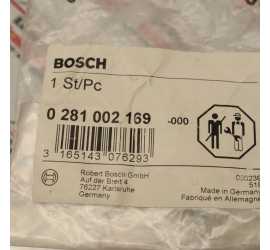 BOSCH
1 St/Pc
0 281 002 169 -000
3 165143 076293
Robert Bosch GmbH
Auf der Breit 4
76227 Karlsruhe
Germany
Made in Germany
Fabriqué en Allemagne